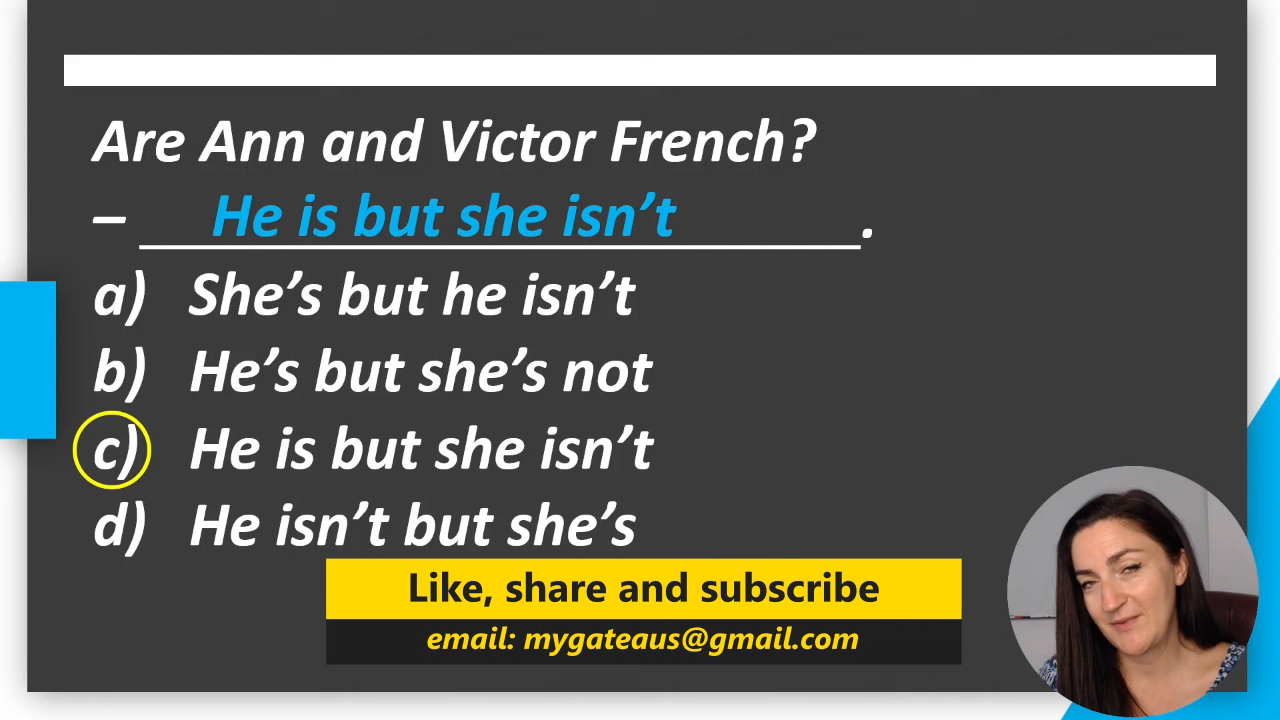 Are Ann and Victor French?
– He is but she isn’t.
a) She’s but he isn’t
b) He’s but she’s not
c) He is but she isn’t
d) He isn’t but she’s
Like, share and subscribe
email: mygateaus@gmail.com